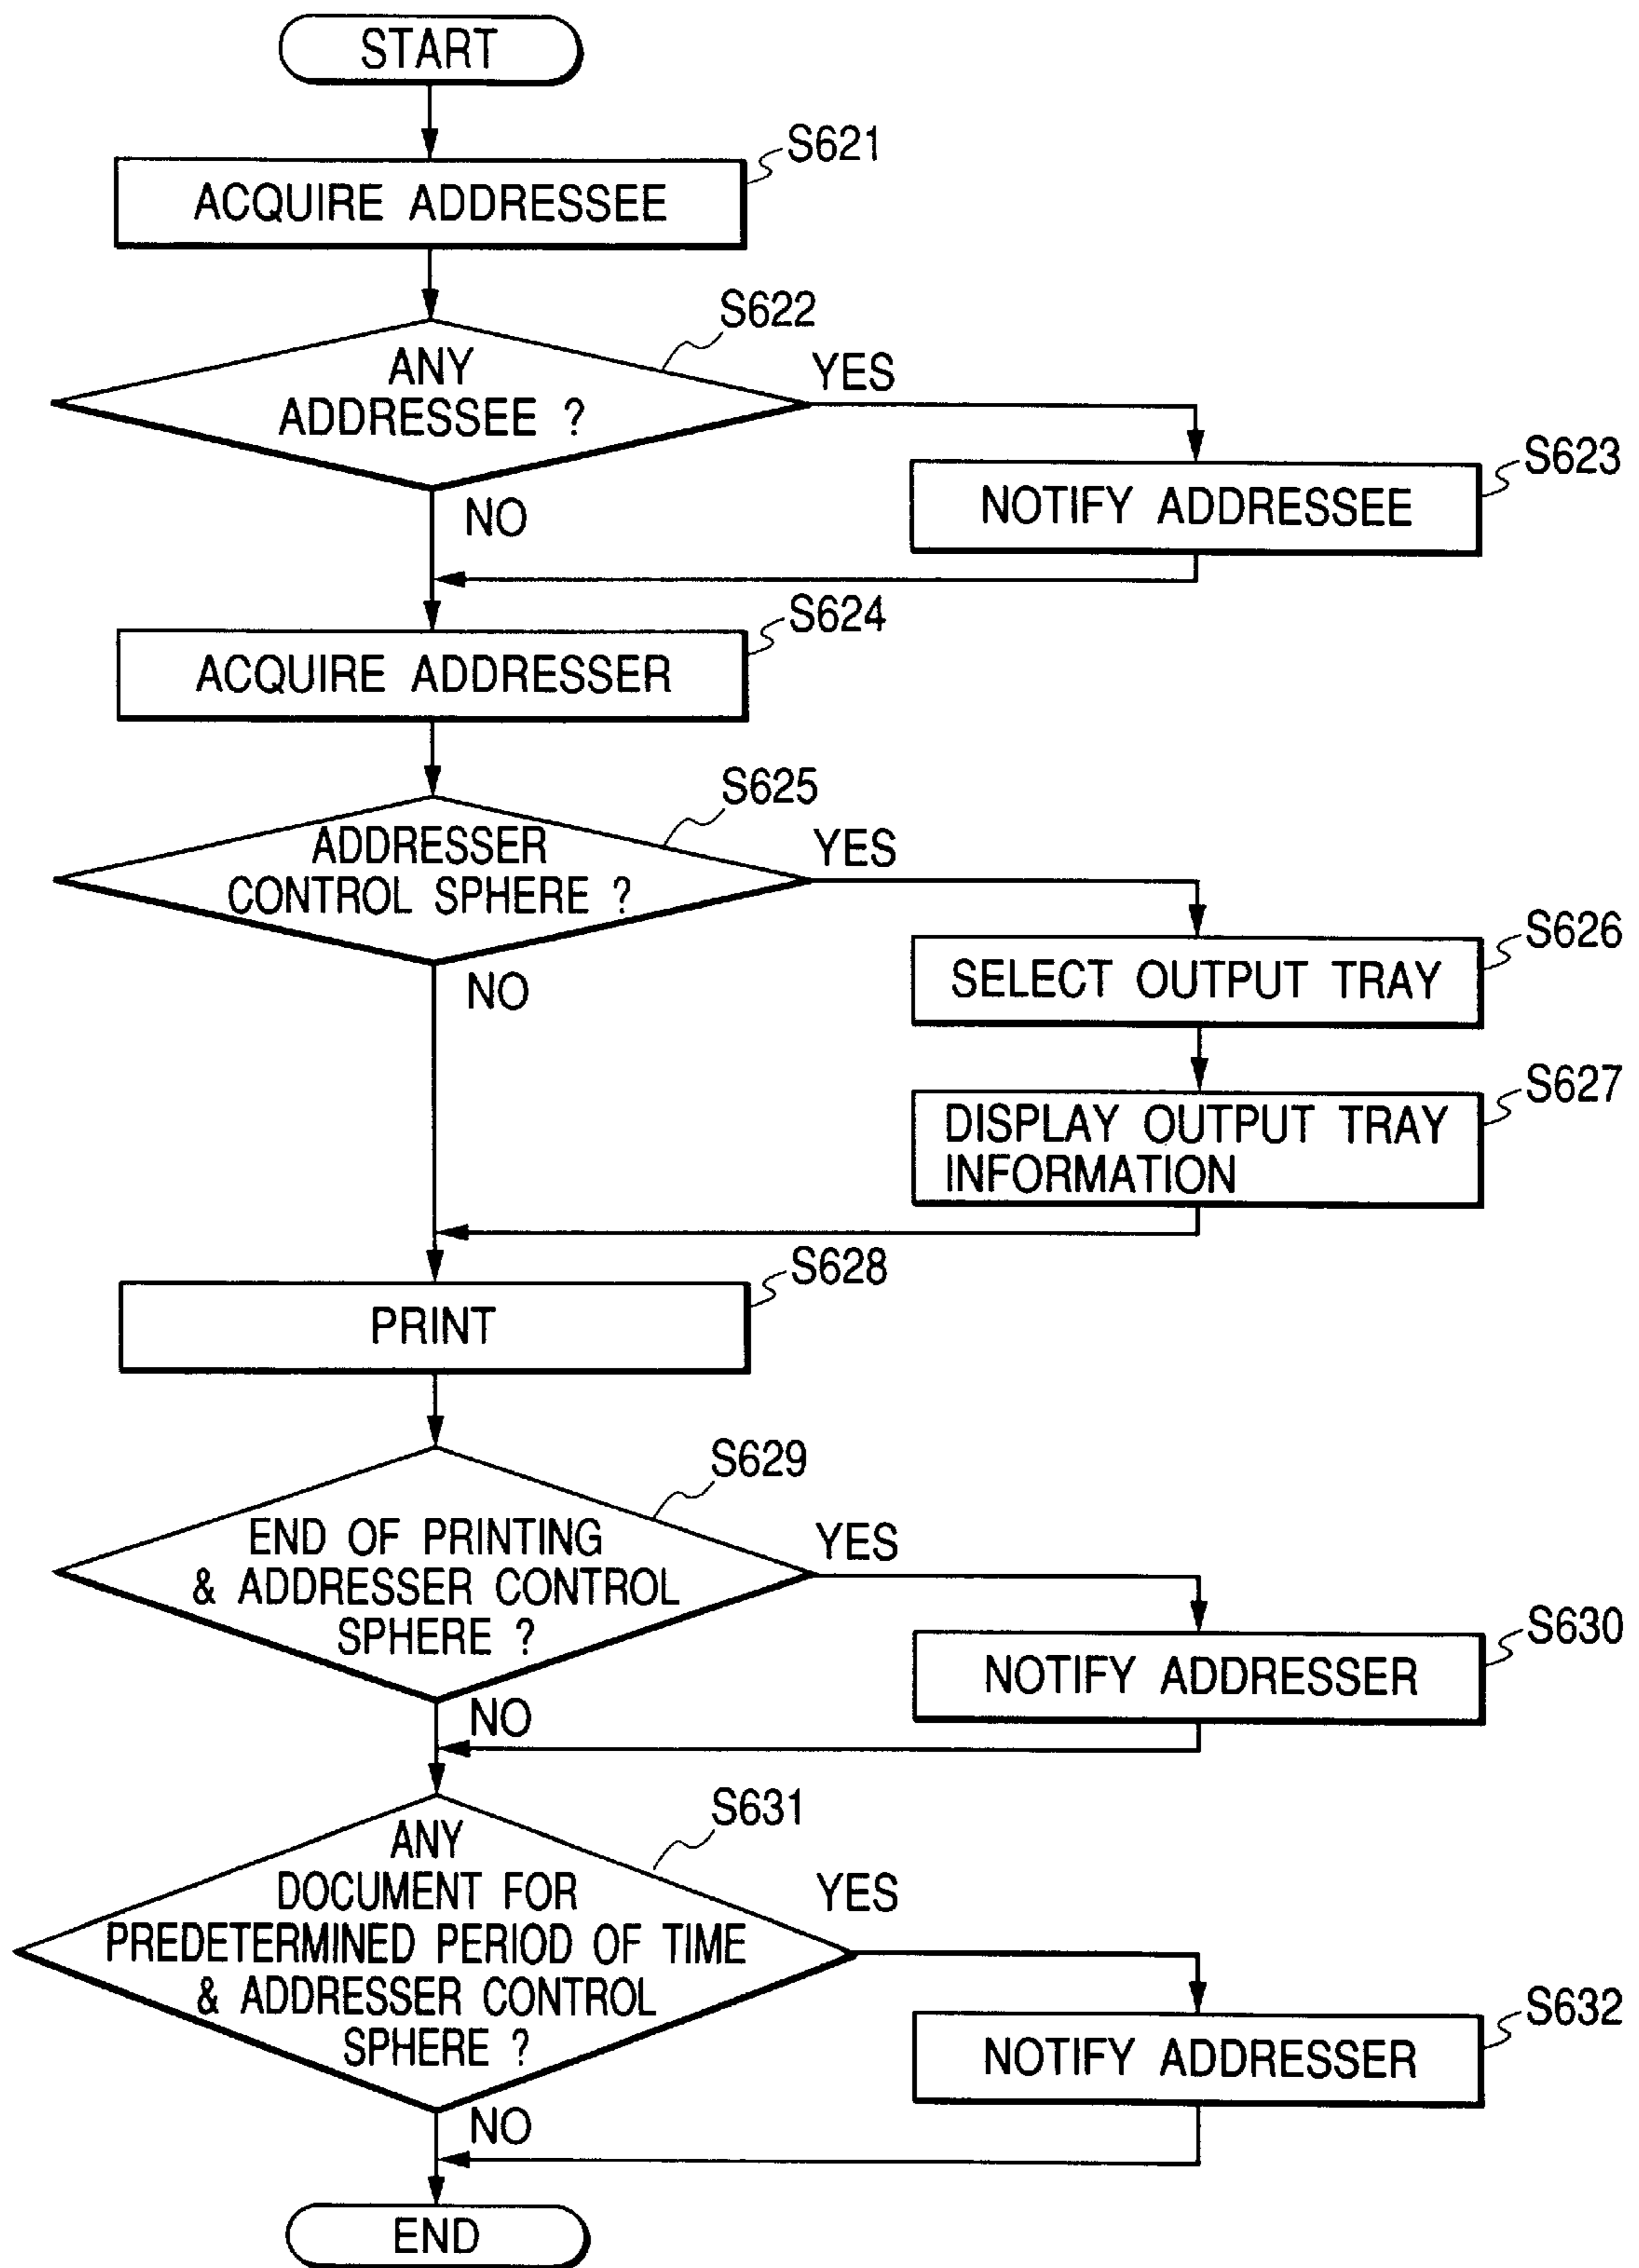 START
S621
ACQUIRE ADDRESSEE
S622
ANY
ADDRESSEE ?
YES
S623
NOTIFY ADDRESSEE
NO
S624
ACQUIRE ADDRESSER
S625
ADDRESSER
CONTROL SPHERE ?
YES
S626
SELECT OUTPUT TRAY
NO
S627
DISPLAY OUTPUT TRAY
INFORMATION
S628
PRINT
S629
END OF PRINTING
& ADDRESSER CONTROL
SPHERE ?
YES
S630
NOTIFY ADDRESSER
NO
S631
ANY
DOCUMENT FOR
PREDETERMINED PERIOD OF TIME
& ADDRESSER CONTROL
SPHERE ?
YES
S632
NOTIFY ADDRESSER
NO
END